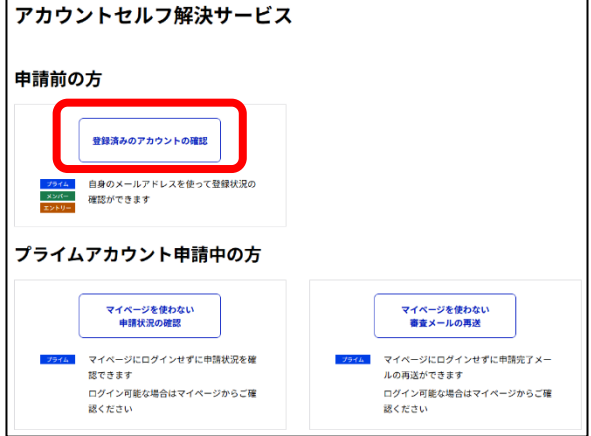 アカウントセルフ解決サービス
申請前の方
登録済みのアカウントの確認
プライム
メンバー
エントリー
自身のメールアドレスを使って登録状況の
確認ができます
プライムアカウント申請中の方
マイページを使わない
申請状況の確認
プライム
マイページにログインせずに申請状況を確
認できます
ログイン可能な場合はマイページからご確
認ください
マイページを使わない
審査メールの再送
プライム
マイページにログインせずに申請完了メー
ルの再送ができます
ログイン可能な場合はマイページからご確
認ください